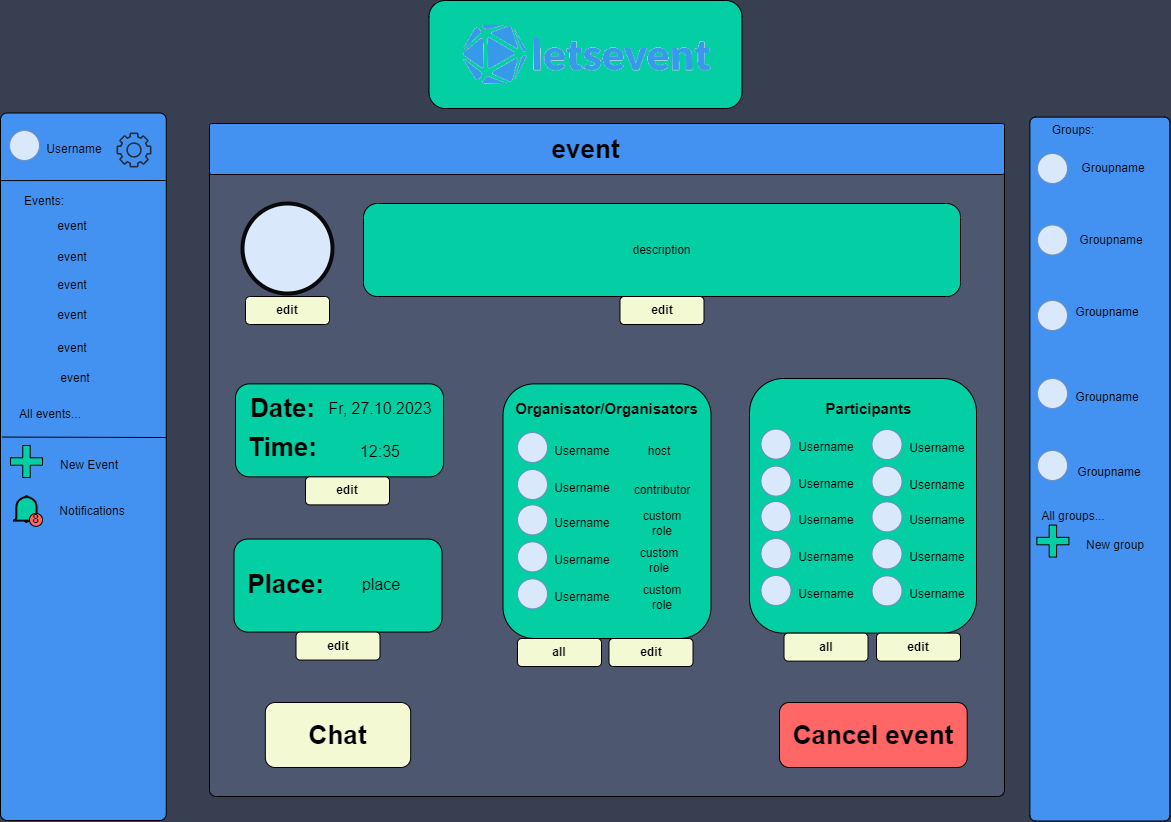 letsevent
Username
Events:
event
event
event
event
event
event
All events...
New Event
Notifications
8
event
description
edit
edit
Date: Fr, 27.10.2023
Time: 12:35
edit
Place: place
edit
Organisator/Organisators
Username host
Username contributor
Username custom
role
Username custom
role
Username custom
role
all edit
Participants
Username Username
Username Username
Username Username
Username Username
Username Username
all edit
Chat
Cancel event
Groups:
Groupname
Groupname
Groupname
Groupname
Groupname
All groups...
New group